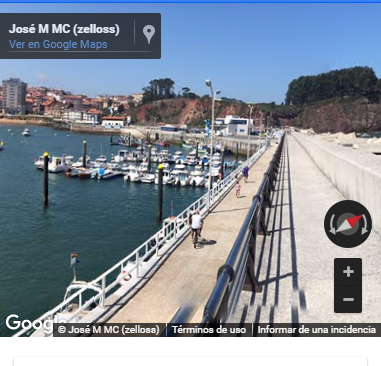 José M MC (zelloss)
Ver en Google Maps
Google
© José M MC (zelloss) Términos de uso Informar de una incidencia